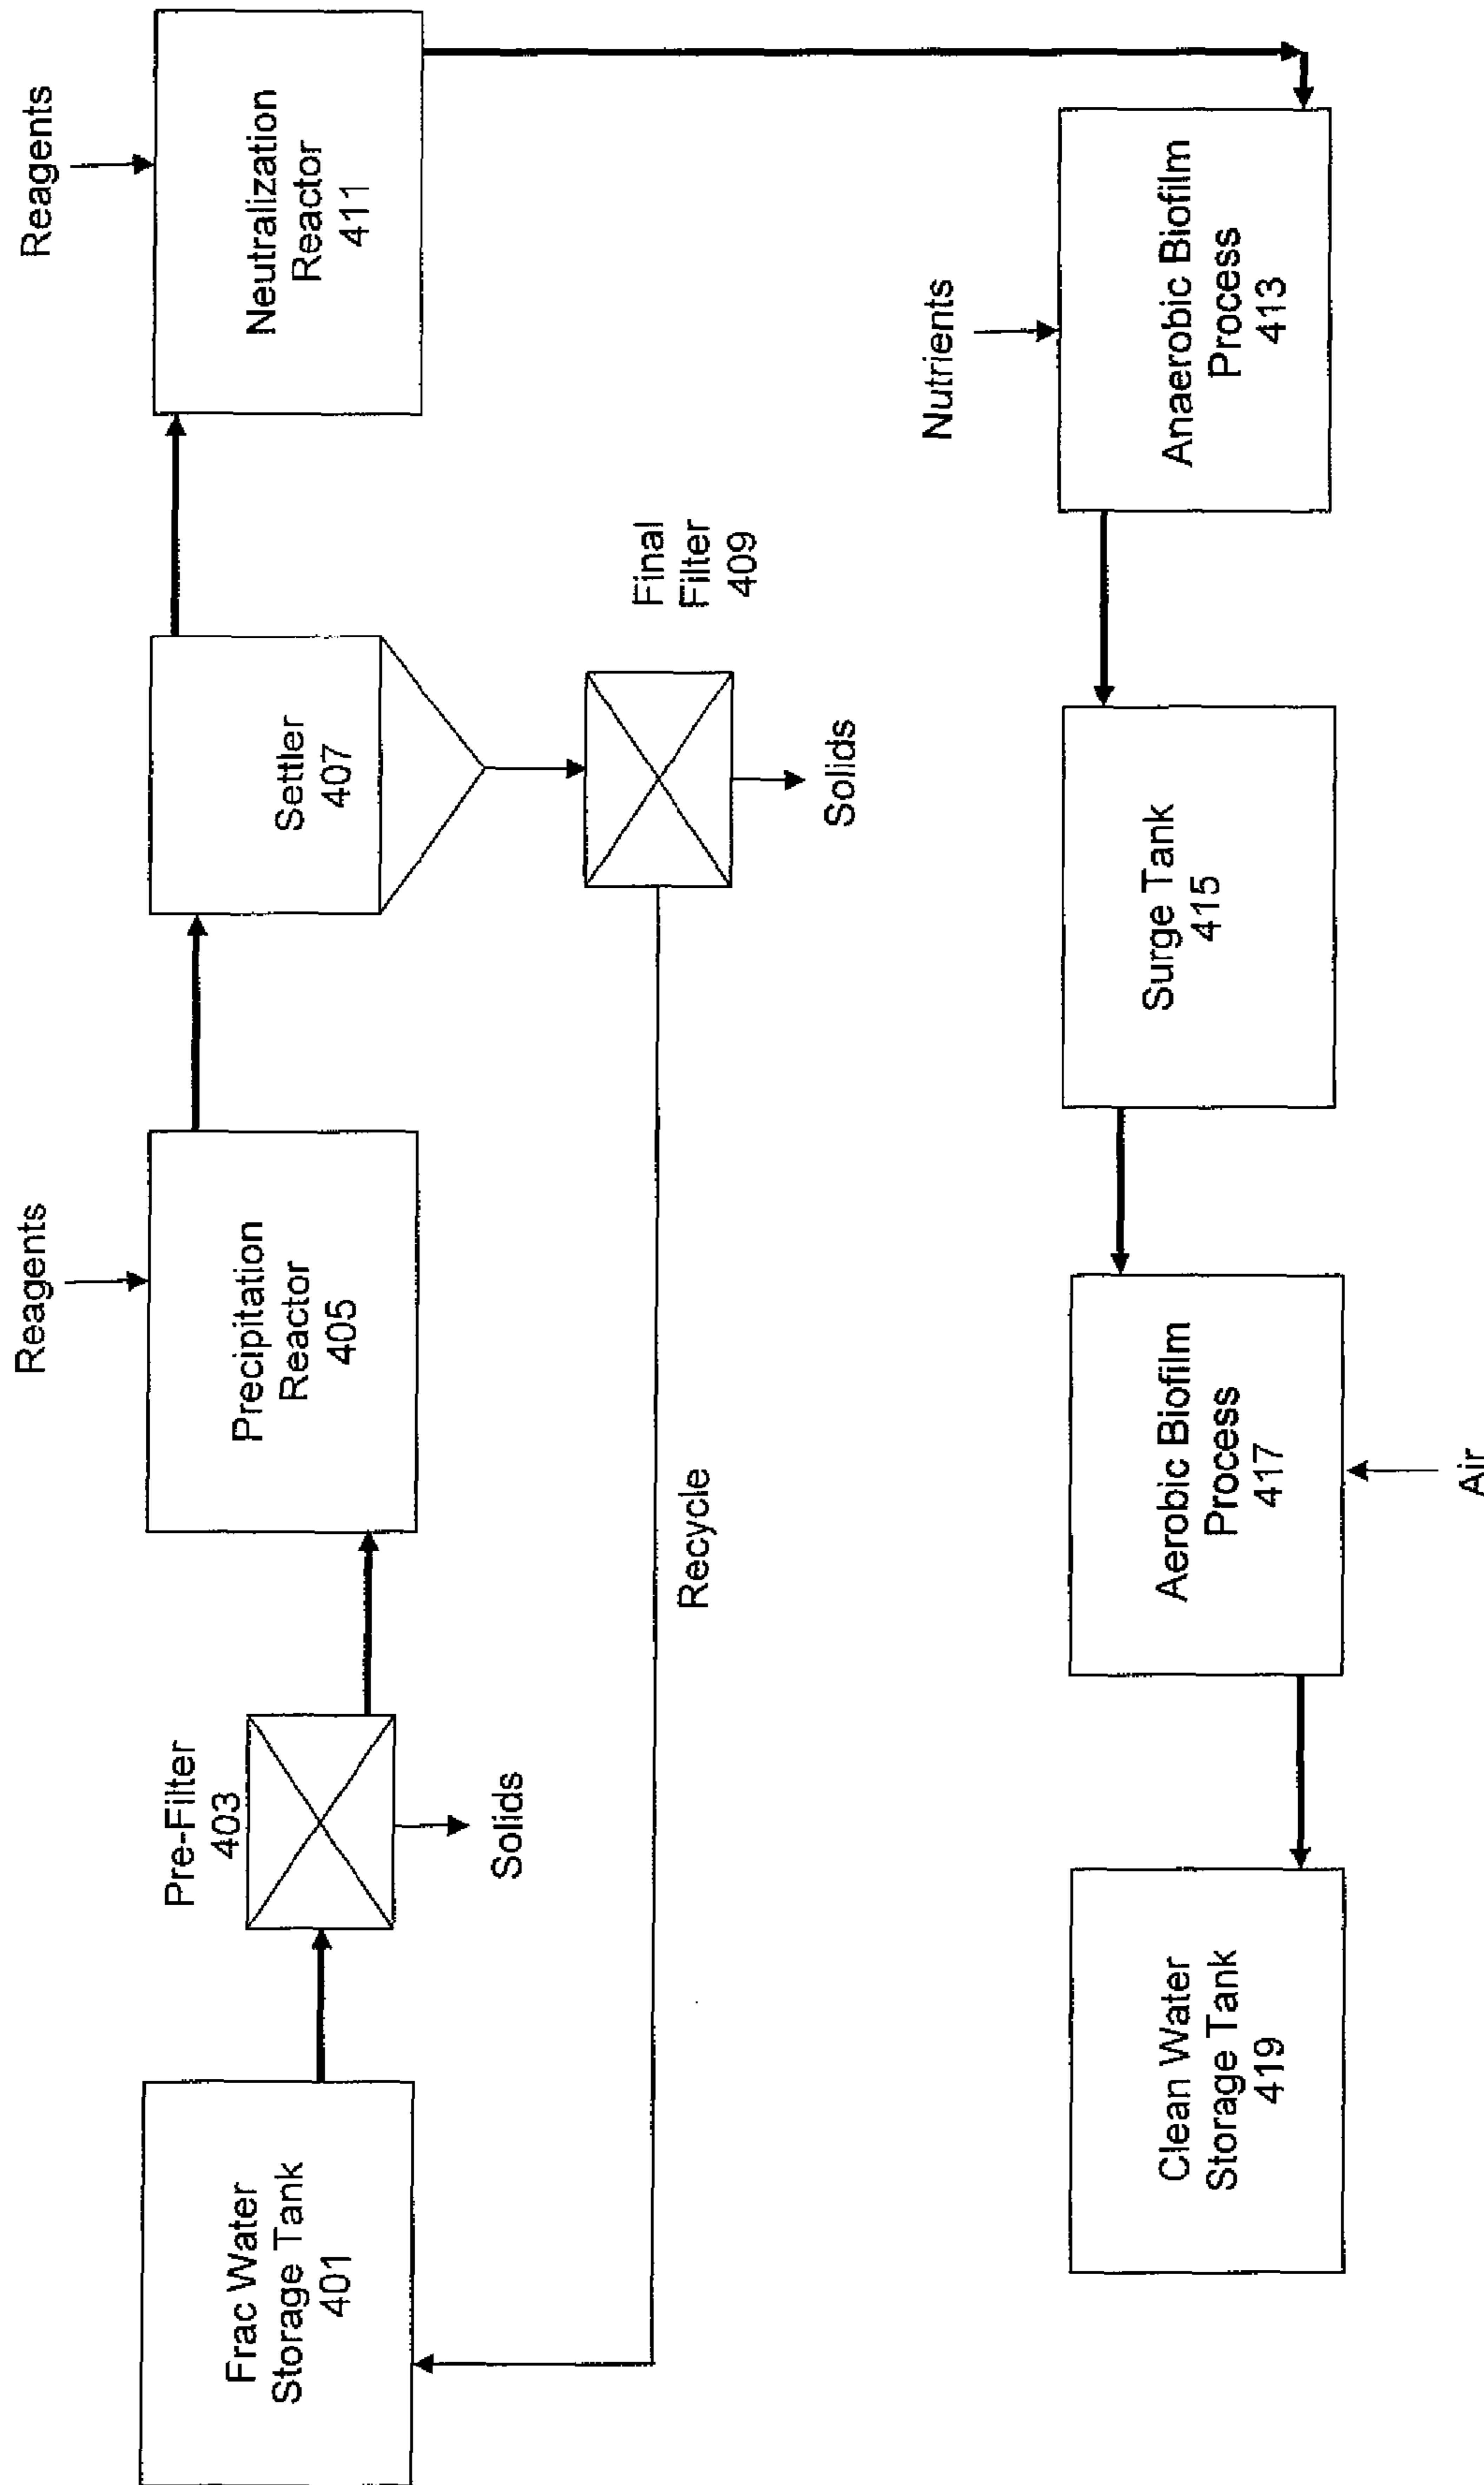 Frac Water
Storage Tank
401
Pre-Filter
403
Solids
Reagents
Precipitation
Reactor
405
Settler
407
Final
Filter
409
Solids
Recycle
Reagents
Neutralization
Reactor
411
Nutrients
Anaerobic Biofilm
Process
413
Surge Tank
415
Aerobic Biofilm
Process
417
Air
Clean Water
Storage Tank
419